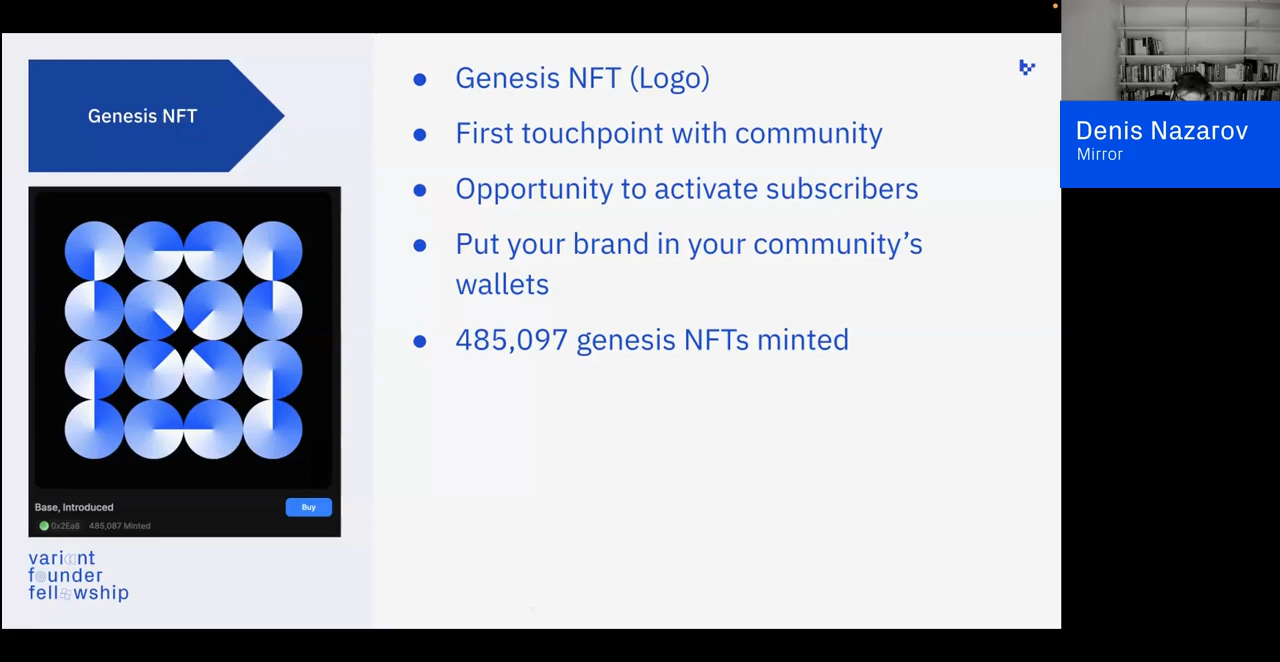 Genesis NFT
Base, Introduced
Buy
0x2Ea8 485,087 Minted
variant
founder
fellowship
● Genesis NFT (Logo)
● First touchpoint with community
● Opportunity to activate subscribers
● Put your brand in your community’s
wallets
● 485,097 genesis NFTs minted
Denis Nazarov
Mirror